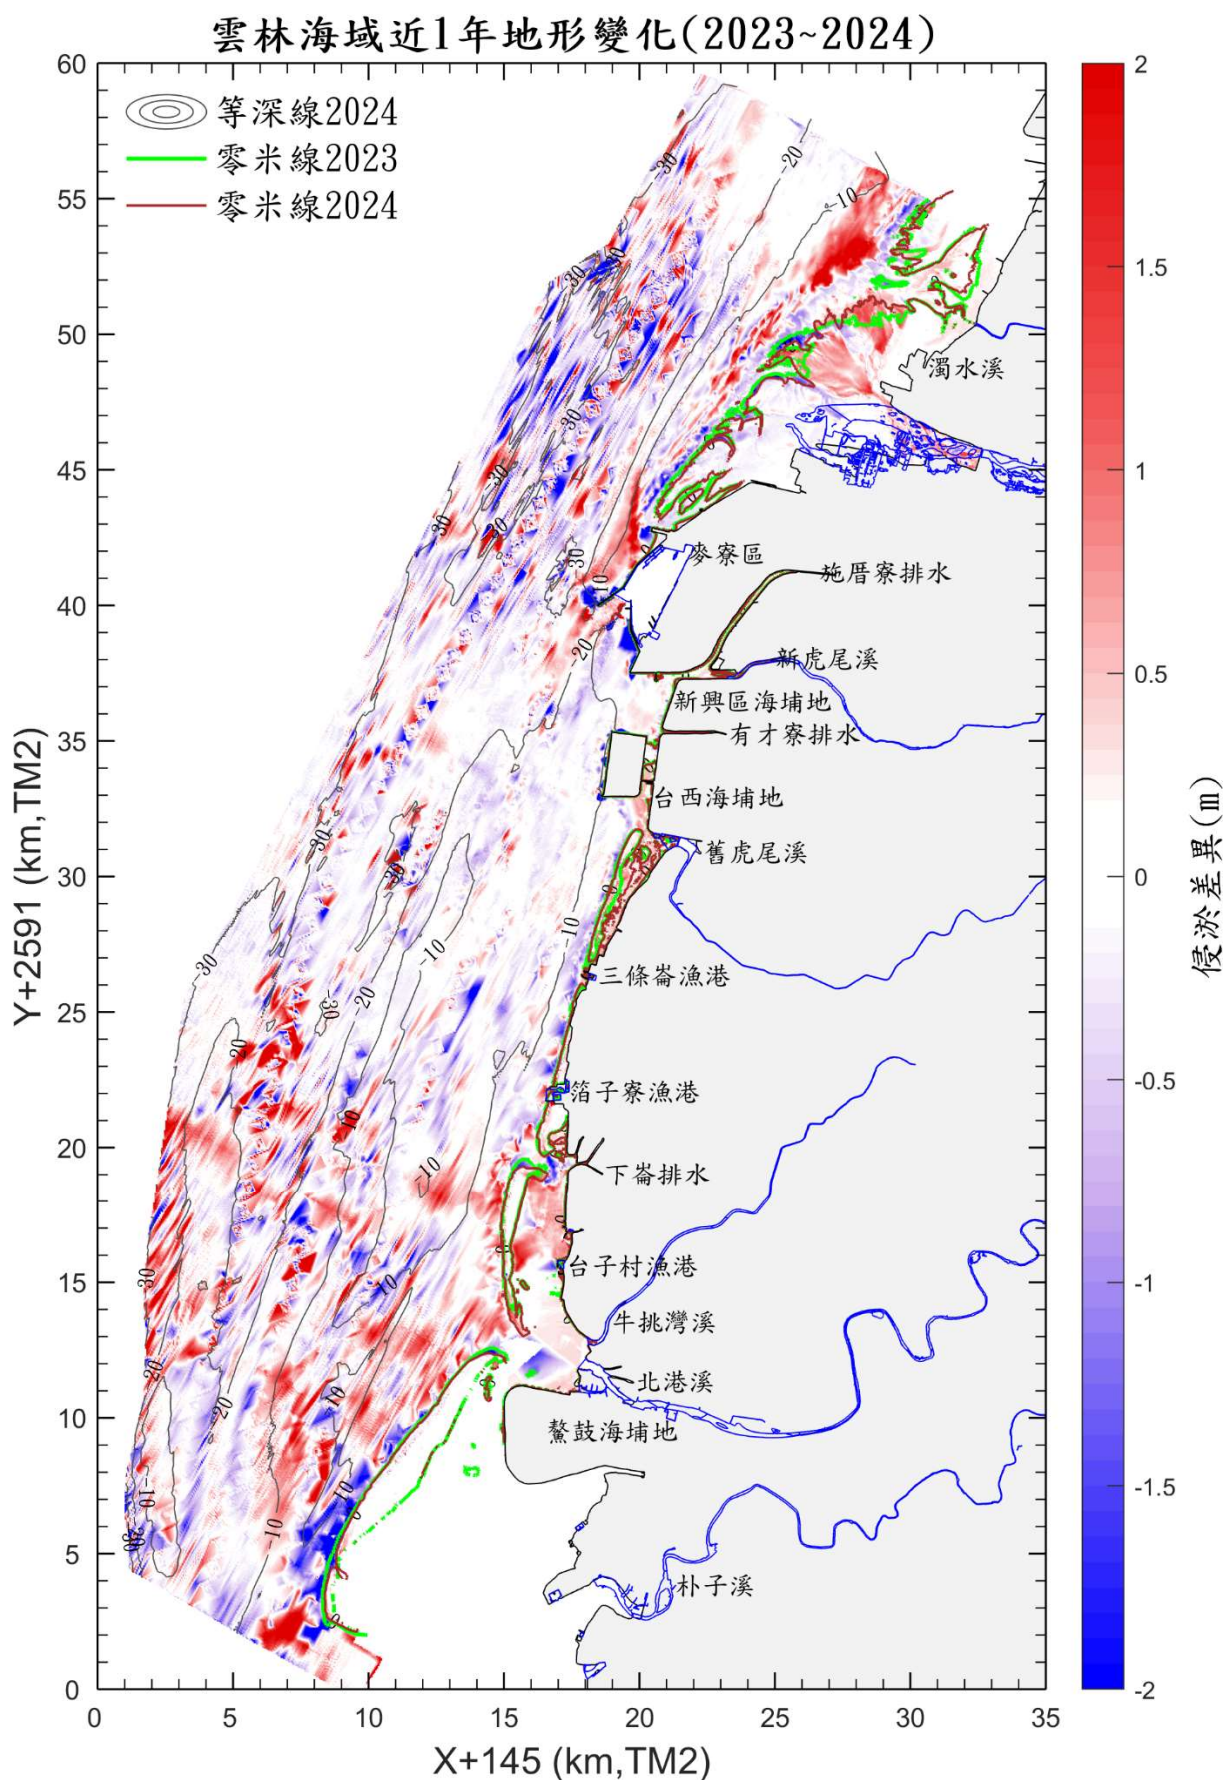 雲林海域近1年地形變化(2023~2024)
等深線2024
零米線2023
零米線2024
濁水溪
麥寮區
施厝寮排水
新虎尾溪
新興區海埔地
有才寮排水
台西海埔地
舊虎尾溪
三條崙漁港
箔子寮漁港
下崙排水
台子村漁港
牛挑灣溪
北港溪
鰲鼓海埔地
朴子溪
60
55
50
45
40
35
30
25
20
15
10
5
0
Y+2591 (km,TM2)
0 5 10 15 20 25 30 35
X+145 (km,TM2)
2
1.5
1
0.5
0
-0.5
-1
-1.5
-2
侵淤差異(m)
-30
-20
-10
-30
-20
-10
-30
-20
-10